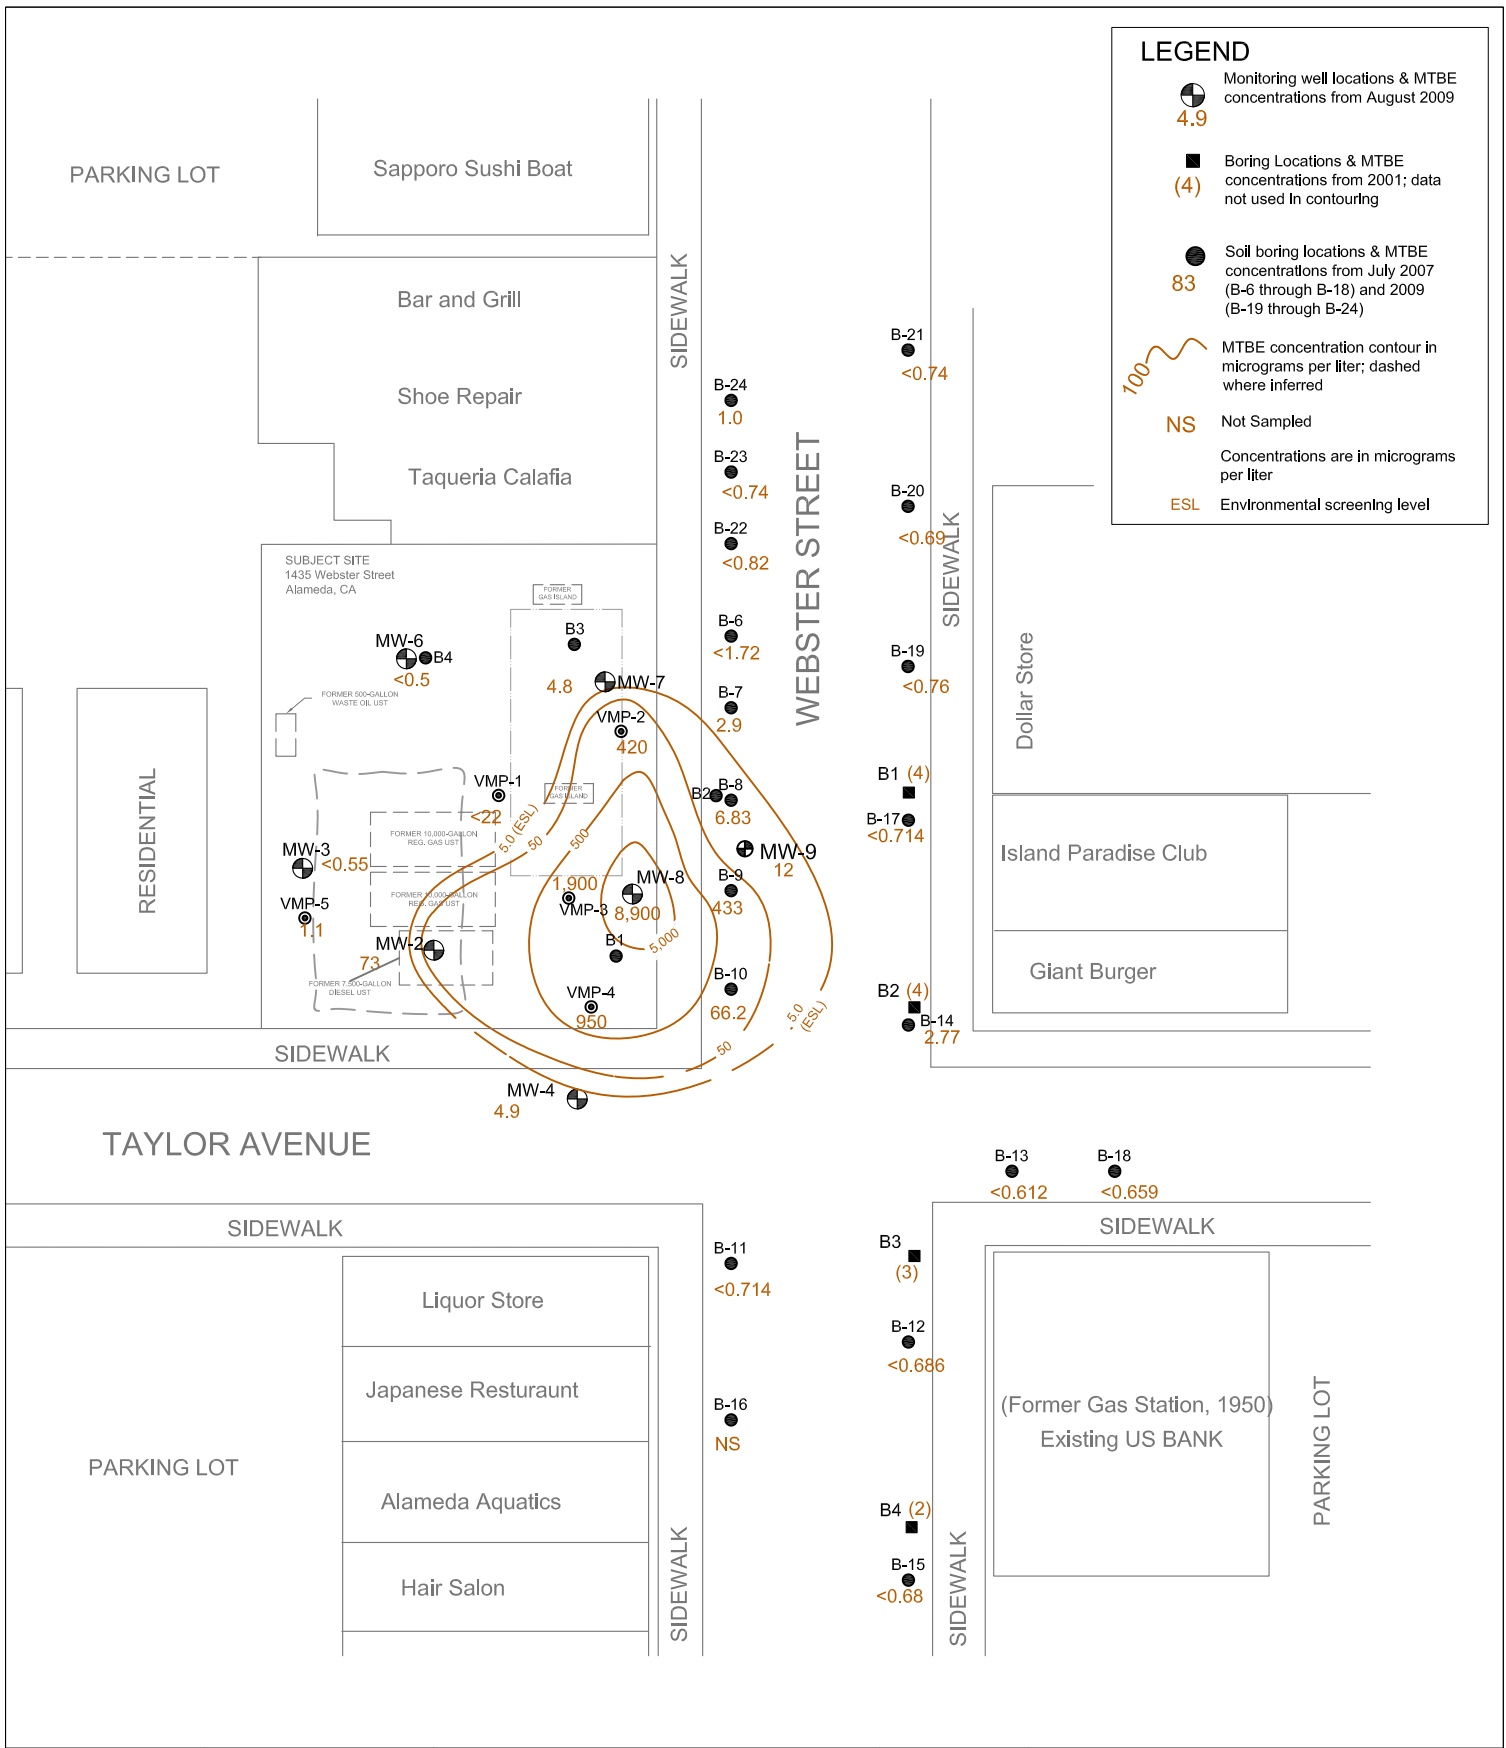 LEGEND
Monitoring well locations & MTBE
concentrations from August 2009
4.9
Boring Locations & MTBE
concentrations from 2001; data
not used in contouring
(4)
Soil boring locations & MTBE
concentrations from July 2007
(B-6 through B-18) and 2009
(B-19 through B-24)
83
MTBE concentration contour in
micrograms per liter; dashed
where inferred
100
NS
Not Sampled
Concentrations are in micrograms
per liter
ESL
Environmental screening level
PARKING LOT
Sapporo Sushi Boat
Bar and Grill
Shoe Repair
Taqueria Calafia
SIDEWALK
WEBSTER STREET
SIDEWALK
B-21
<0.74
B-24
1.0
B-23
<0.74
B-20
<0.69
B-22
<0.82
SUBJECT SITE
1435 Webster Street
Alameda, CA
FORMER
GAS ISLAND
B3
B-6
<1.72
MW-6
B4
<0.5
B-19
<0.76
4.8
MW-7
B-7
2.9
FORMER 500-GALLON
WASTE OIL UST
VMP-2
420
Dollar Store
RESIDENTIAL
VMP-1
<22
FORMER
GAS ISLAND
B2
B-8
6.83
B1 (4)
B-17
<0.714
5.0 (ESL)
50
500
FORMER 10,000-GALLON
REG. GAS UST
MW-3
<0.55
MW-9
12
Island Paradise Club
1,900
VMP-3
MW-8
8,900
B-9
433
FORMER 10,000-GALLON
REG. GAS UST
VMP-5
1.1
5,000
MW-2
73
B1
Giant Burger
FORMER 7,500-GALLON
DIESEL UST
B-10
66.2
B2 (4)
B-14
2.77
VMP-4
950
5.0
(ESL)
50
SIDEWALK
MW-4
4.9
TAYLOR AVENUE
B-13
<0.612
B-18
<0.659
SIDEWALK
SIDEWALK
B-11
<0.714
B3
(3)
Liquor Store
B-12
<0.686
Japanese Resturaunt
B-16
NS
(Former Gas Station, 1950)
Existing US BANK
PARKING LOT
PARKING LOT
Alameda Aquatics
B4 (2)
B-15
<0.68
Hair Salon
SIDEWALK
SIDEWALK